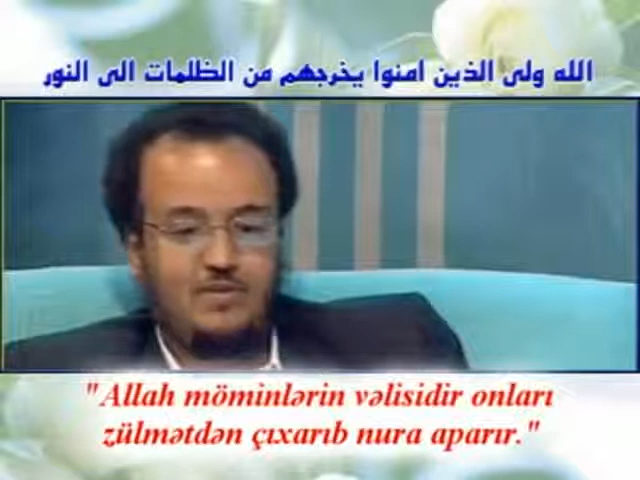 الله ولى الذين امنوا يخرجهم من الظلمات الى النور
"Allah möminlərin vəlisidir onları
zülmətdən çıxarıb nura aparır."